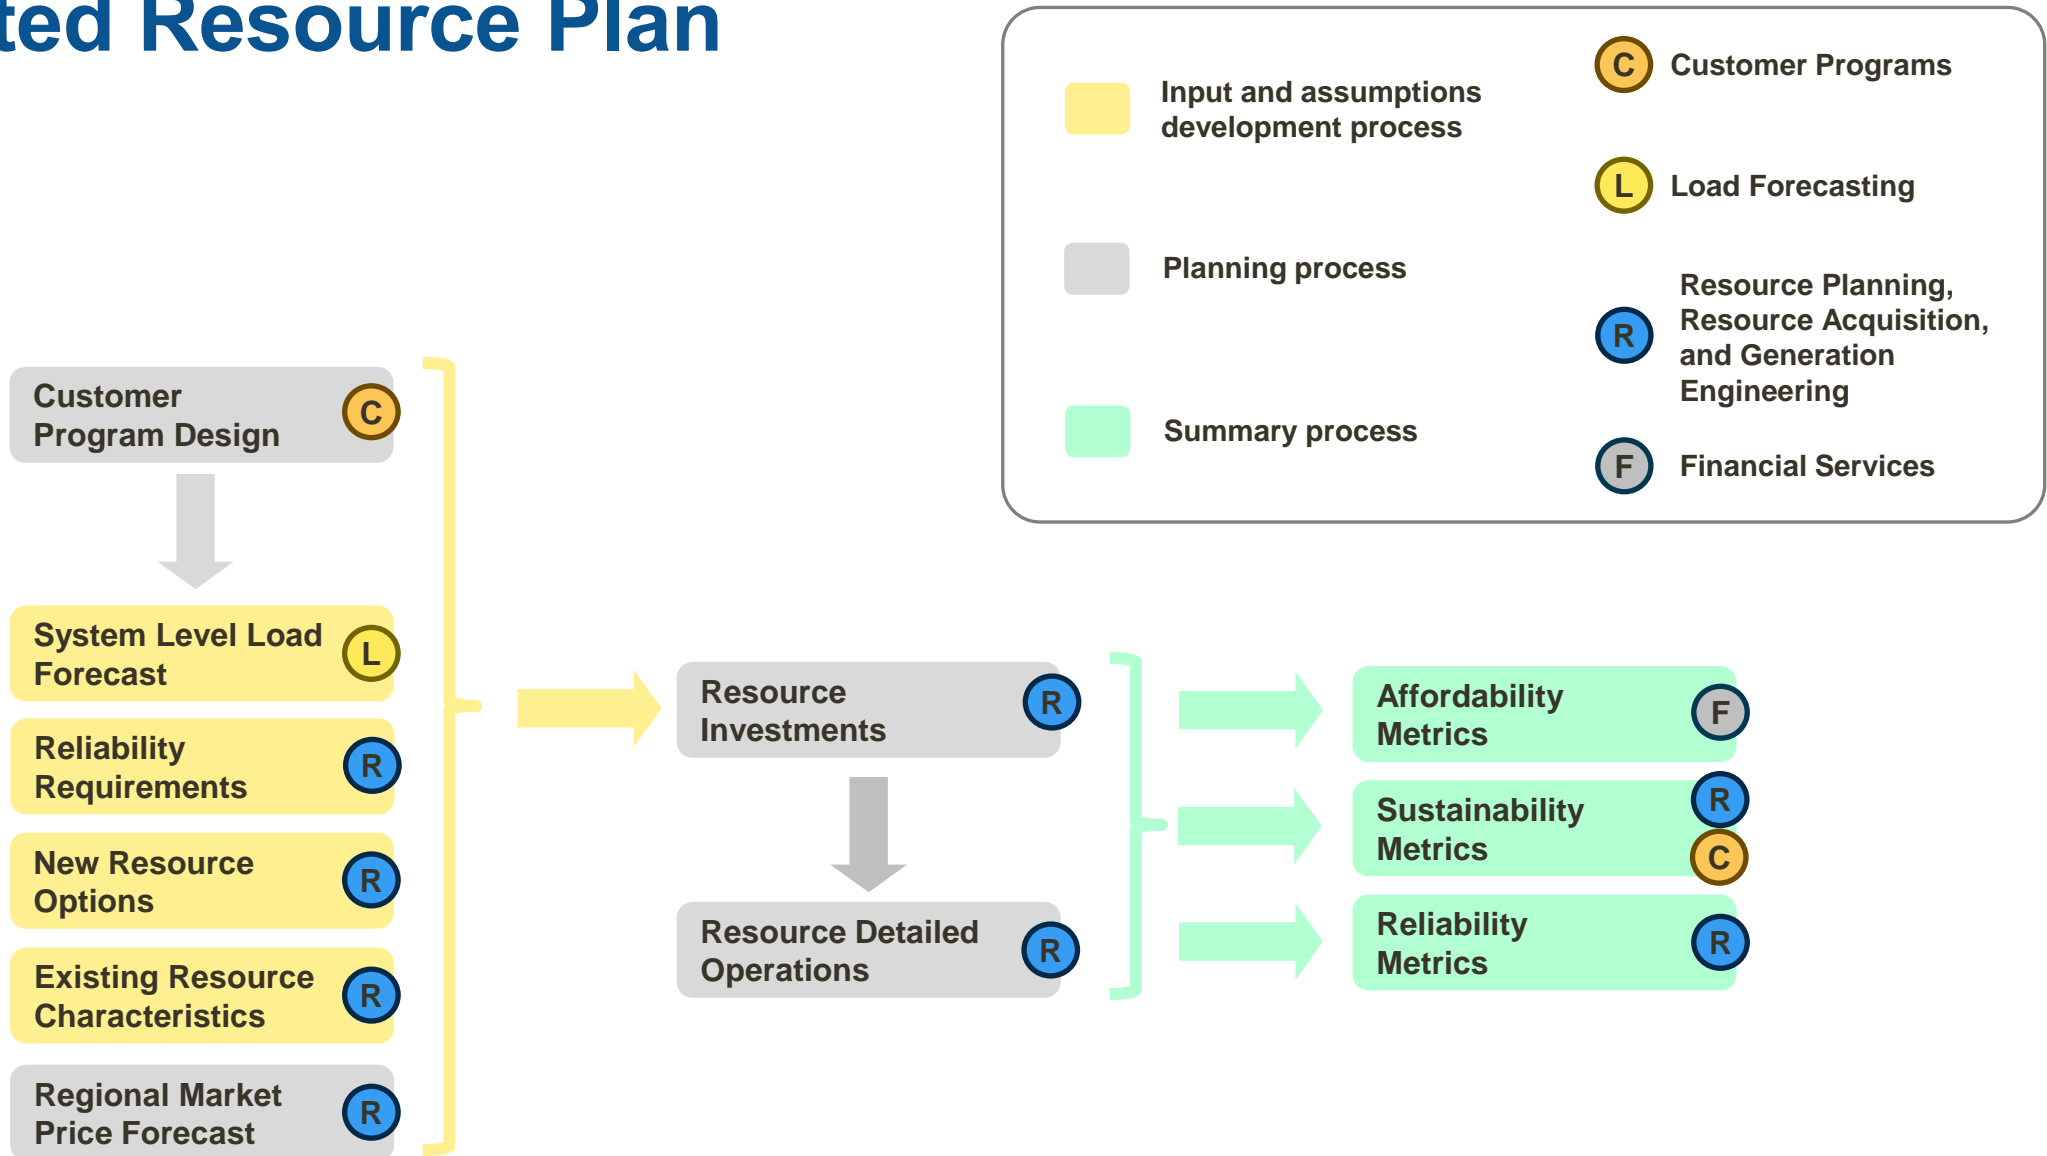 ted Resource Plan
Input and assumptions
development process
Planning process
Summary process
C Customer Programs
L Load Forecasting
R Resource Planning,
Resource Acquisition,
and Generation
Engineering
F Financial Services
Customer
Program Design
C
System Level Load
Forecast
L
Reliability
Requirements
R
New Resource
Options
R
Existing Resource
Characteristics
R
Regional Market
Price Forecast
R
Resource
Investments
R
Resource Detailed
Operations
R
Affordability
Metrics
F
Sustainability
Metrics
R
C
Reliability
Metrics
R